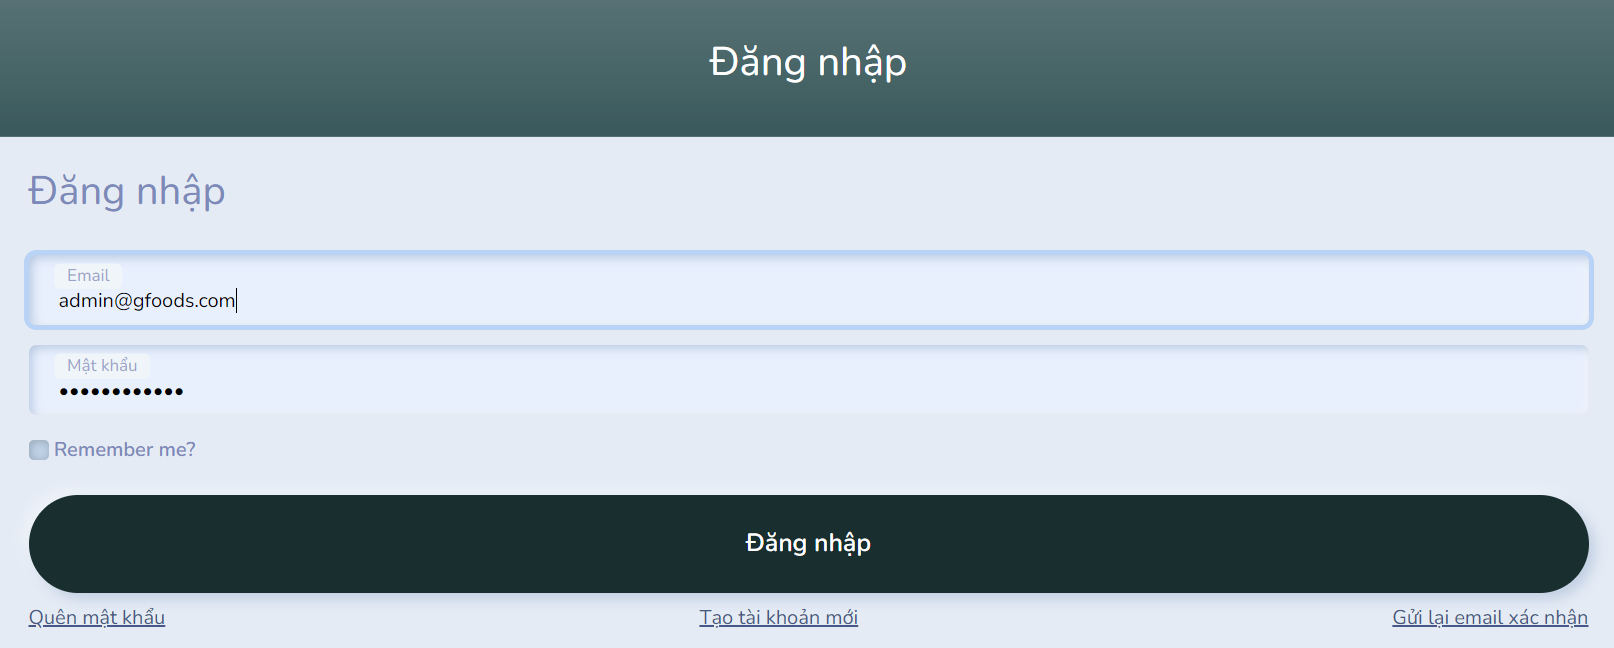 Đăng nhập
Đăng nhập
Email
admin@gfoods.com
Mật khẩu
••••••••••••
Remember me?
Đăng nhập
Quên mật khẩu
Tạo tài khoản mới
Gửi lại email xác nhận